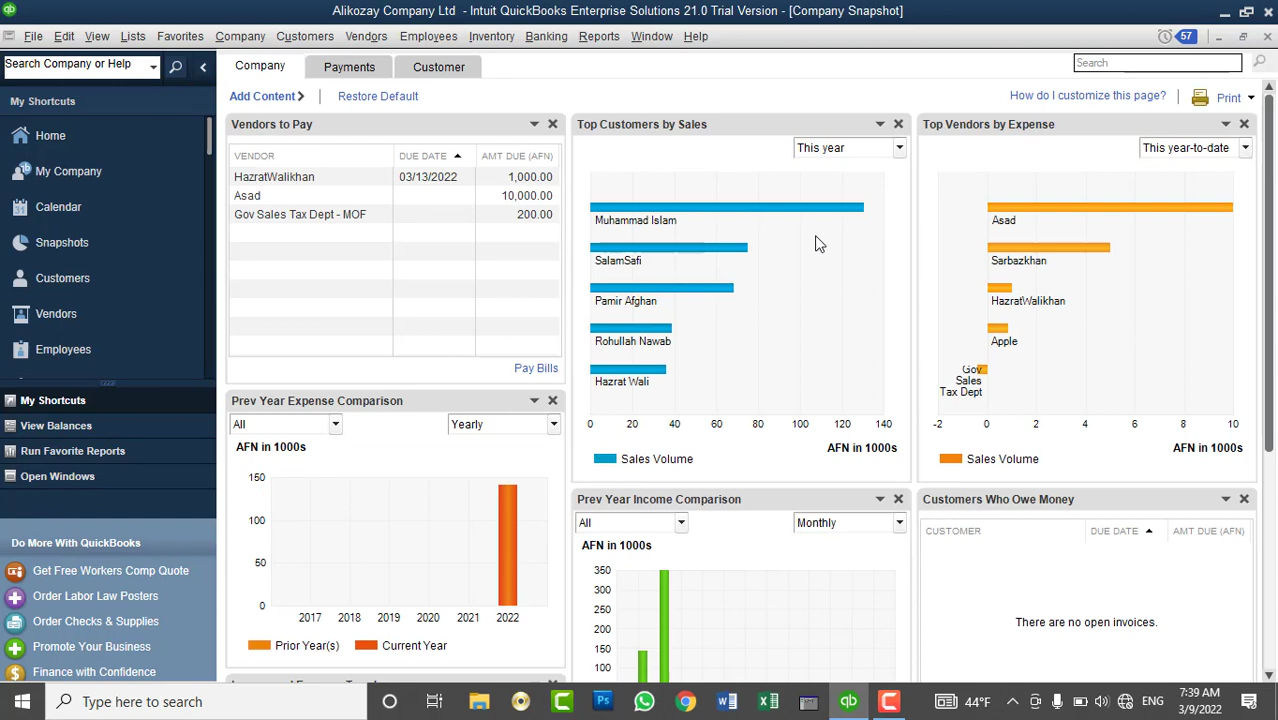 Alikozay Company Ltd - Intuit QuickBooks Enterprise Solutions 21.0 Trial Version - [Company Snapshot]
File Edit View Lists Favorites Company Customers Vendors Employees Inventory Banking Reports Window Help
57
Search Company or Help
My Shortcuts
Home
My Company
Calendar
Snapshots
Customers
Vendors
Employees
My Shortcuts
View Balances
Run Favorite Reports
Open Windows
Do More With QuickBooks
Get Free Workers Comp Quote
Order Labor Law Posters
Order Checks & Supplies
Promote Your Business
Finance with Confidence
Company Payments Customer
Search
Add Content Restore Default
How do I customize this page? Print
Vendors to Pay
VENDOR DUE DATE AMT DUE (AFN)
HazratWalikhan 03/13/2022 1,000.00
Asad 10,000.00
Gov Sales Tax Dept - MOF 200.00
Pay Bills
Top Customers by Sales
This year
Muhammad Islam
SalamSafi
Pamir Afghan
Rohullah Nawab
Hazrat Wali
0 20 40 60 80 100 120 140
AFN in 1000s
Sales Volume
Top Vendors by Expense
This year-to-date
Asad
Sarbazkhan
HazratWalikhan
Apple
Gov
Sales
Tax Dept
-2 0 2 4 6 8 10
AFN in 1000s
Sales Volume
Prev Year Expense Comparison
All Yearly
AFN in 1000s
150
100
50
0
2017 2018 2019 2020 2021 2022
Prior Year(s) Current Year
Prev Year Income Comparison
All Monthly
AFN in 1000s
350
300
250
200
150
100
Customers Who Owe Money
CUSTOMER DUE DATE AMT DUE (AFN)
There are no open invoices.
Type here to search
Ps
W
X
qb
C
44°F
ENG
7:39 AM
3/9/2022